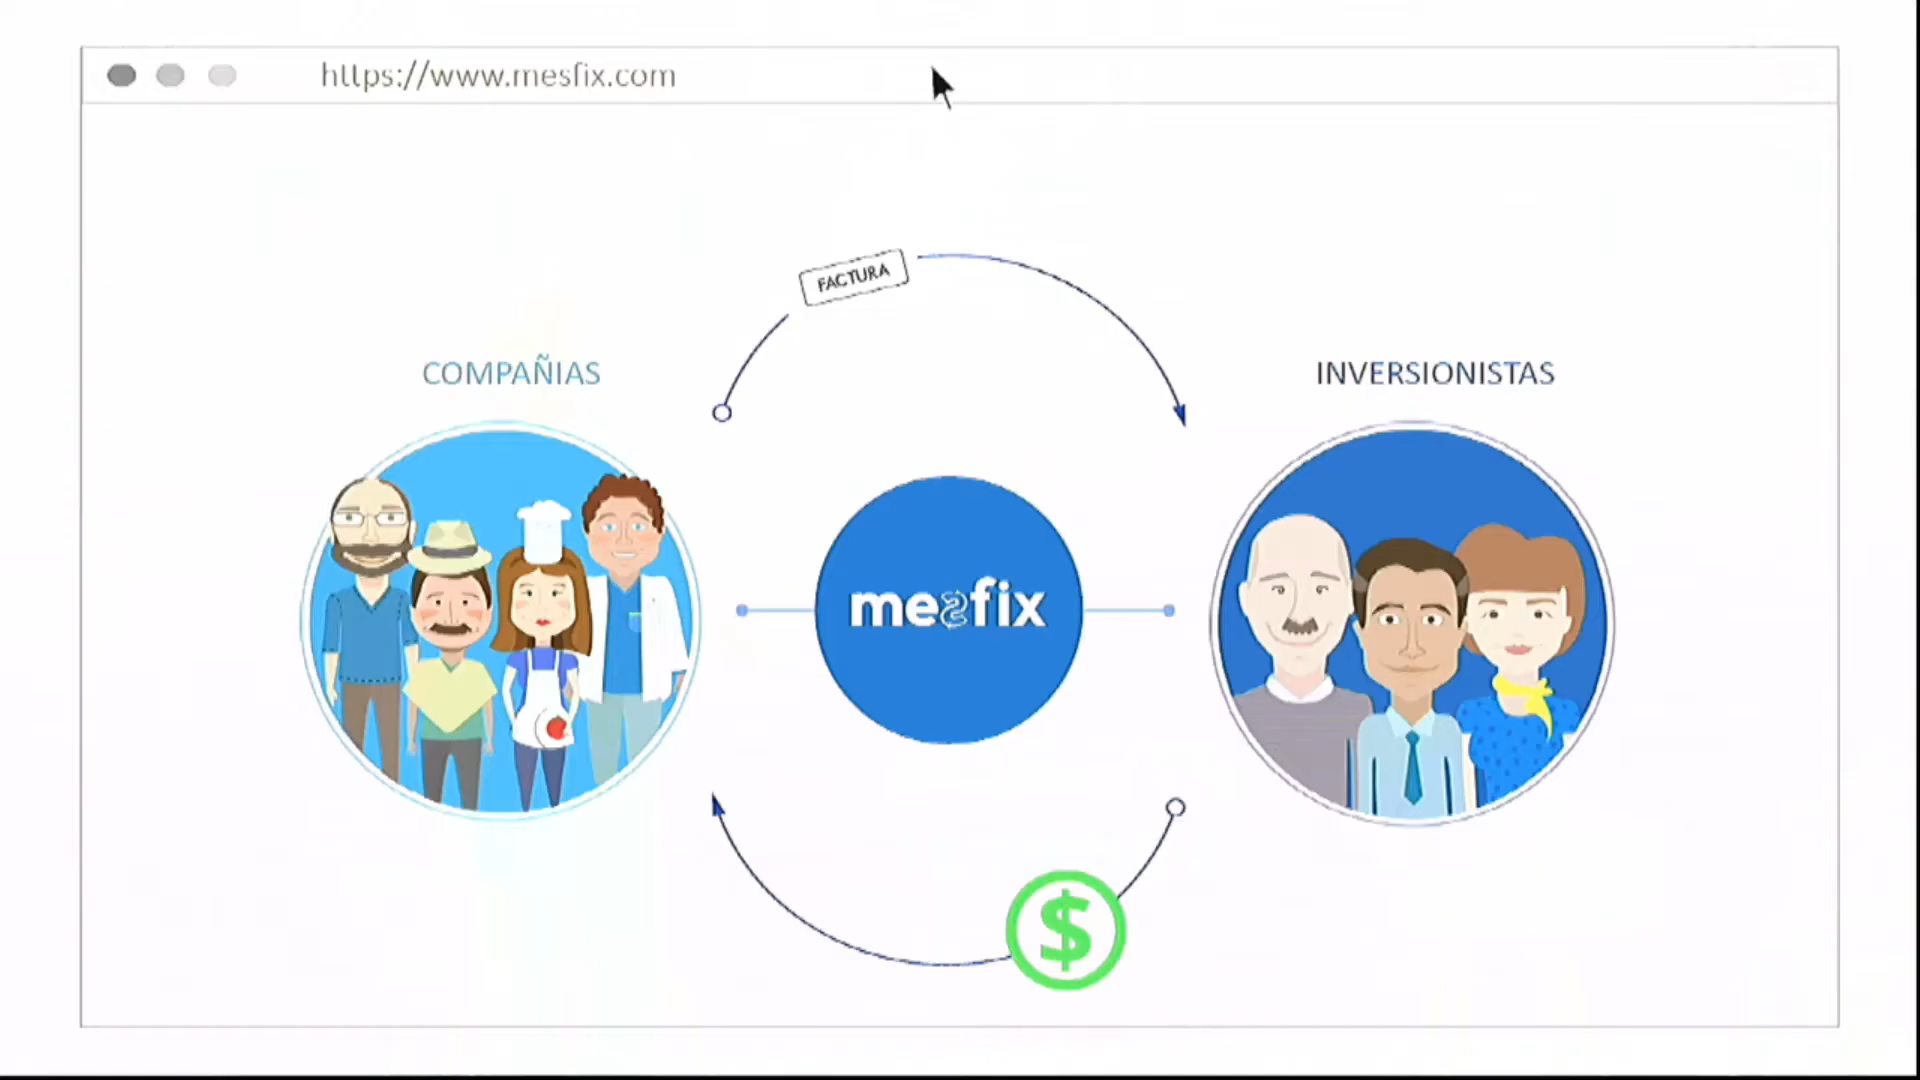 https://www.mesfix.com
FACTURA
COMPAÑIAS
INVERSIONISTAS
mesfix
$